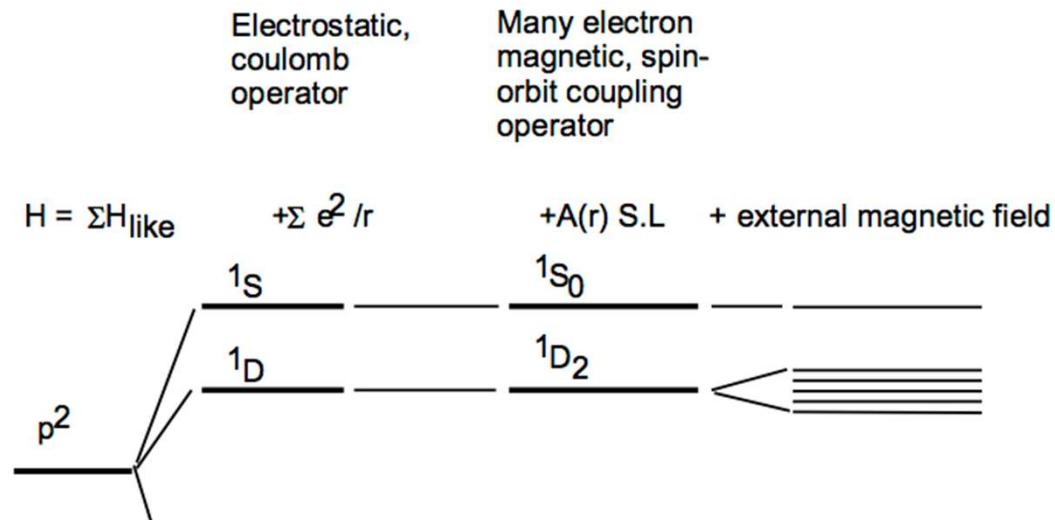 Electrostatic,
coulomb
operator
Many electron
magnetic, spin-
orbit coupling
operator
H = ΣH_like +Σ e²/r +A(r) S.L + external magnetic field
¹S ¹S₀
¹D ¹D₂
p²